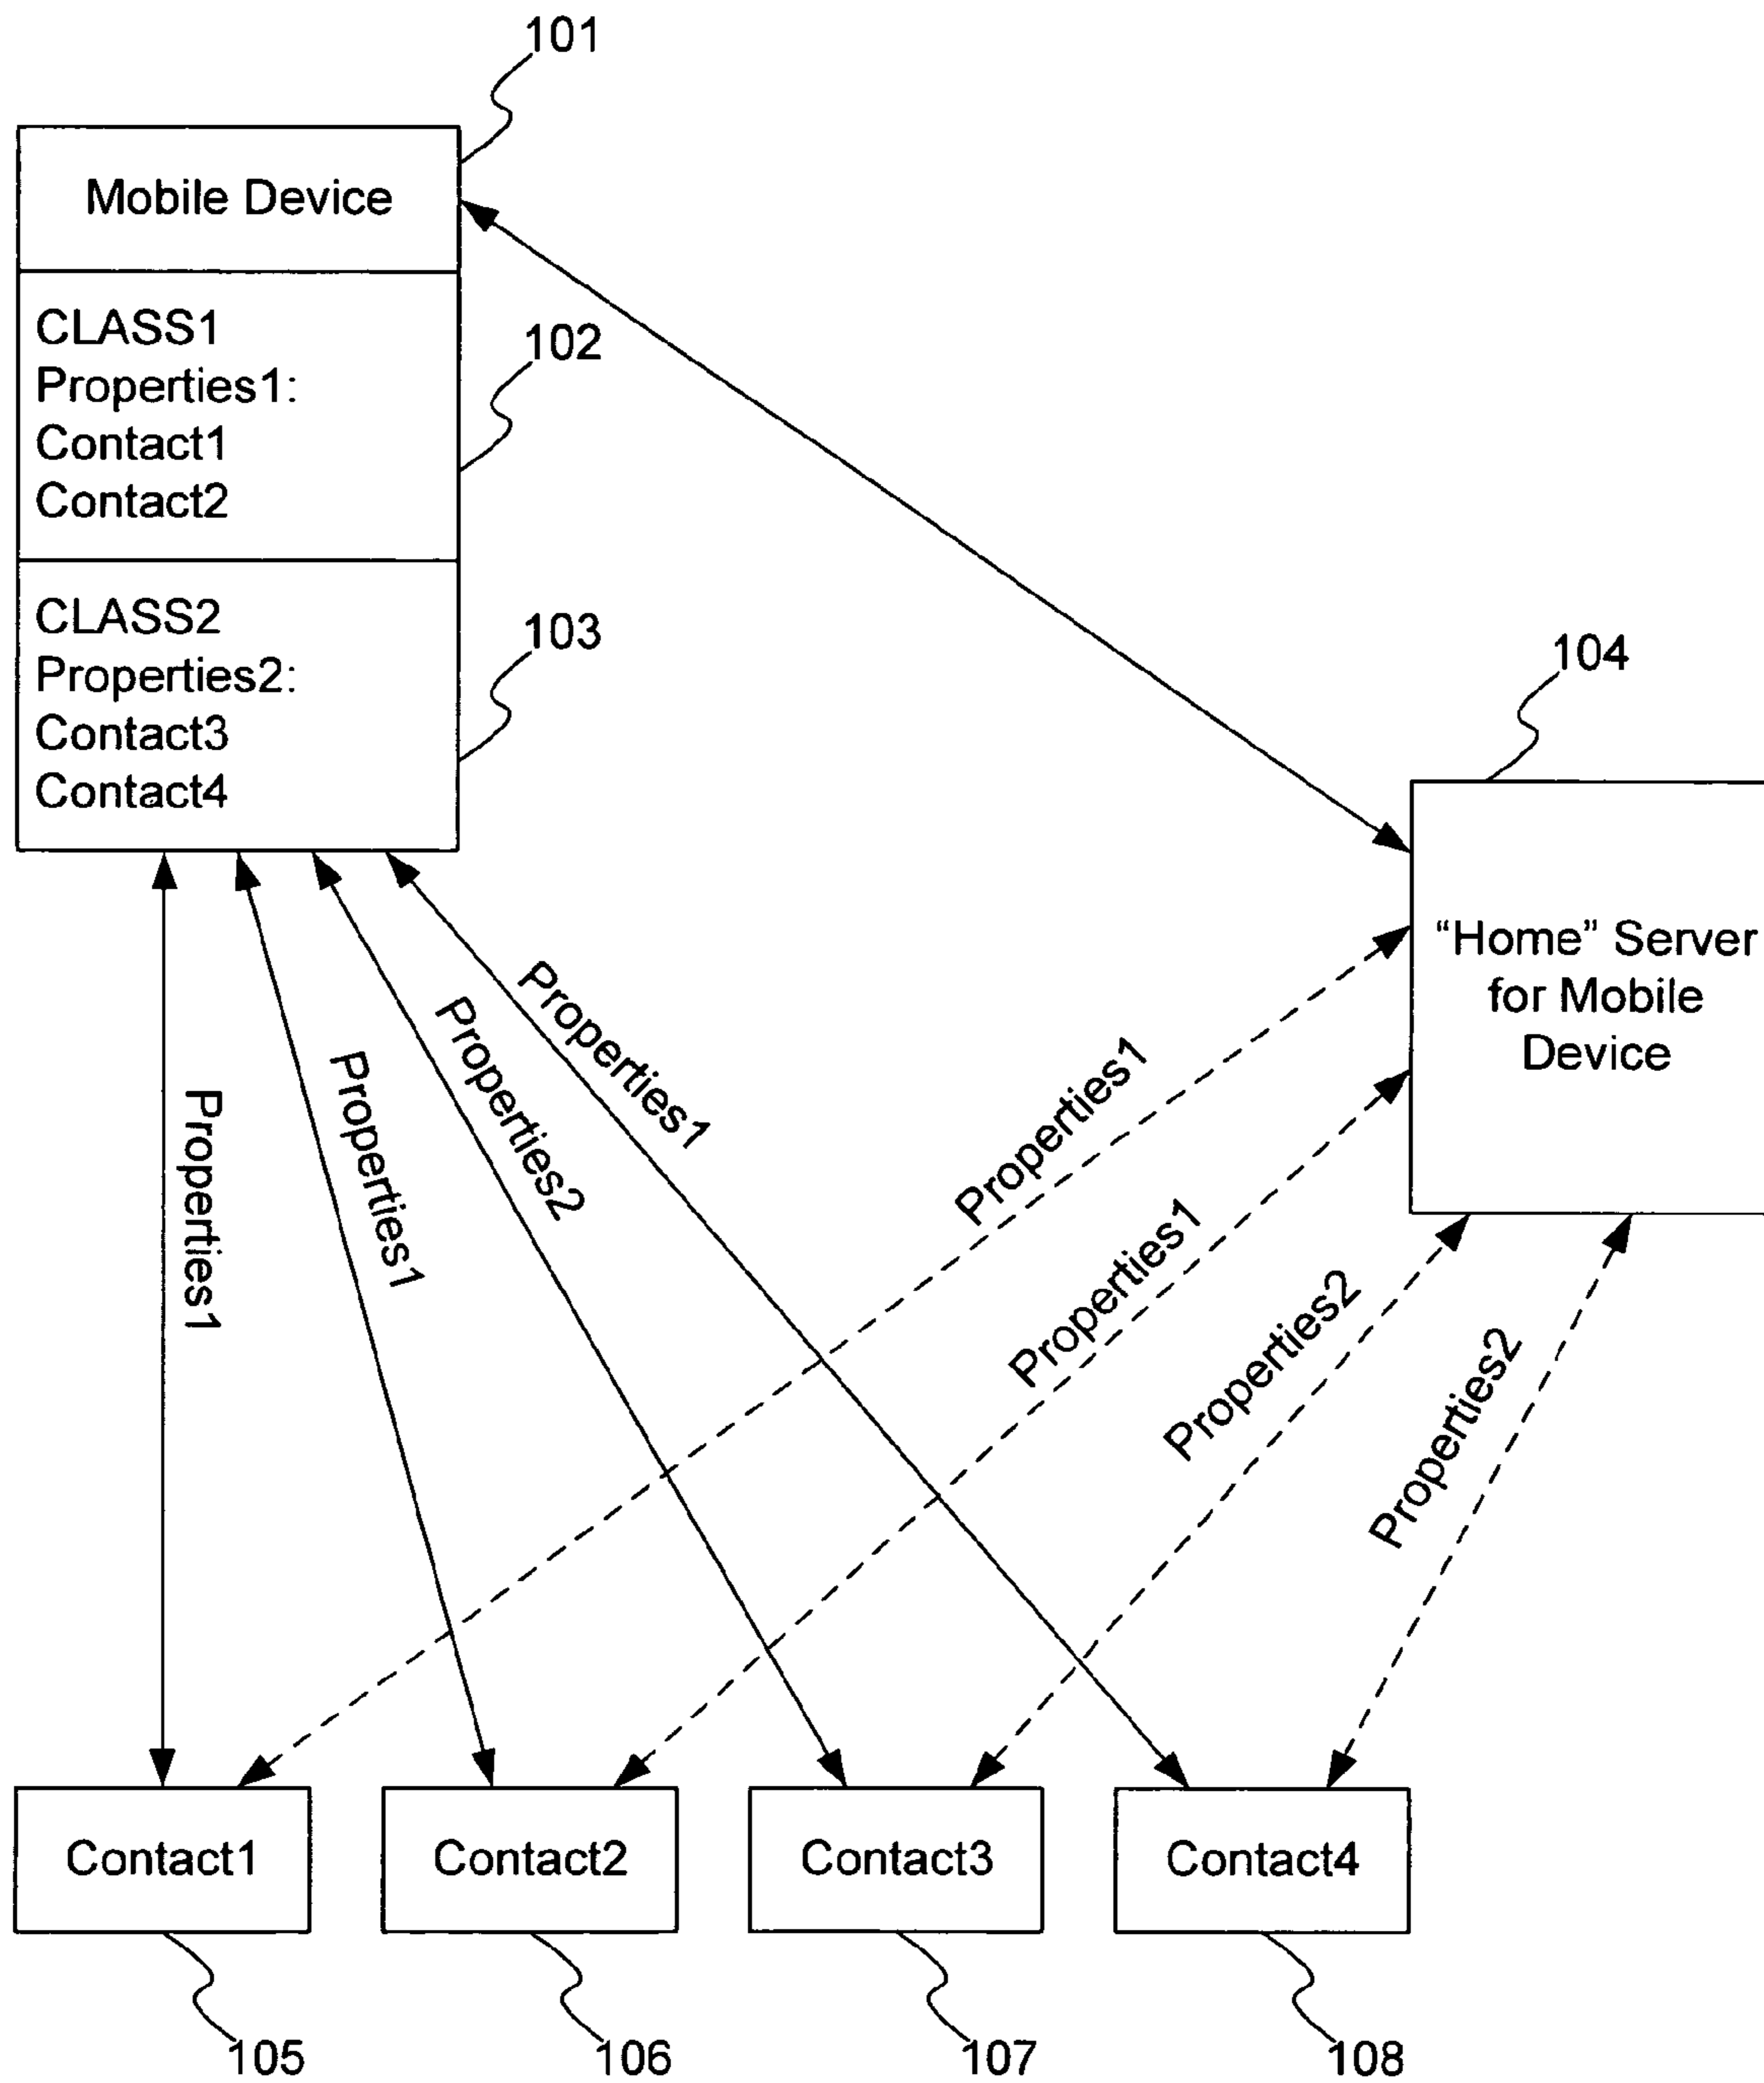 101
Mobile Device
CLASS1
Properties1:
Contact1
Contact2
102
CLASS2
Properties2:
Contact3
Contact4
103
104
“Home” Server
for Mobile
Device
Properties1
Properties1
Properties2
Properties1
Properties1
Properties1
Properties2
Properties2
Contact1
Contact2
Contact3
Contact4
105
106
107
108